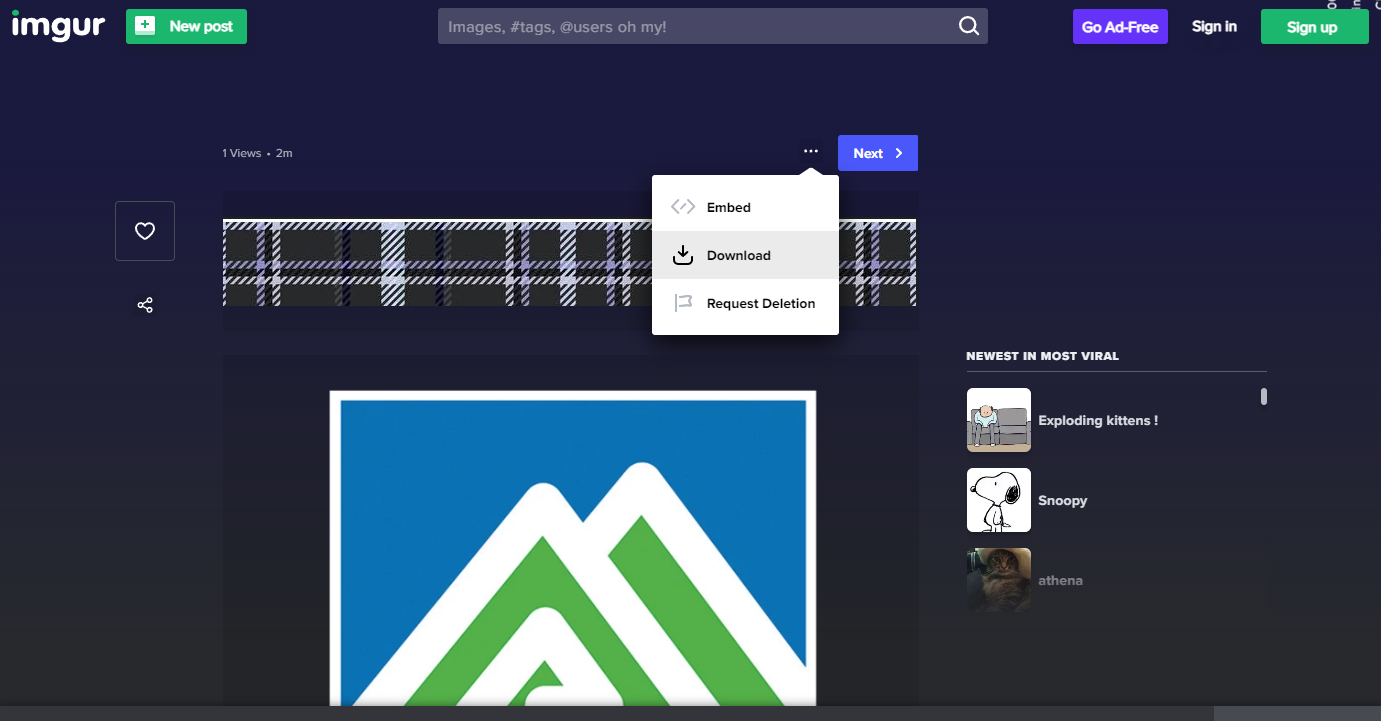 imgur
New post
Images, #tags, @users oh my!
Go Ad-Free
Sign in
Sign up
1 Views • 2m
Next
Embed
Download
Request Deletion
NEWEST IN MOST VIRAL
Exploding kittens !
Snoopy
athena